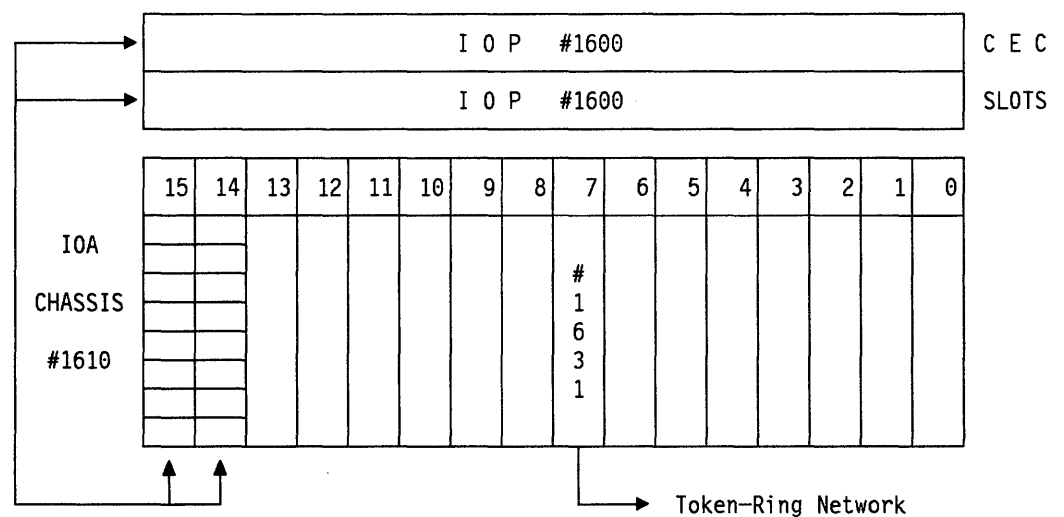 I O P #1600 C E C
I O P #1600 SLOTS
15 14 13 12 11 10 9 8 7 6 5 4 3 2 1 0
IOA
CHASSIS
#1610
#
1
6
3
1
Token-Ring Network